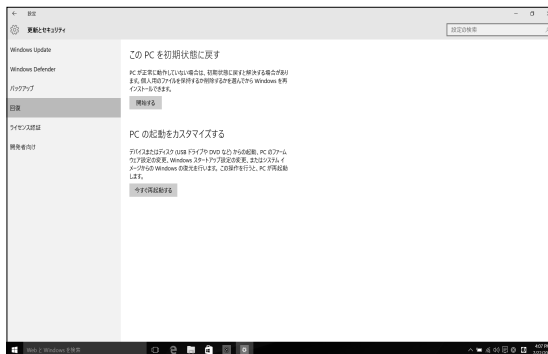 設定
更新とセキュリティ
設定の検索
Windows Update
Windows Defender
バックアップ
回復
ライセンス認証
開発者向け
この PC を初期状態に戻す
PC が正常に動作していない場合は、初期状態に戻すと解決する場合があり
ます。個人用のファイルを保持するか削除するかを選んでから Windows を再
インストールできます。
開始する
PC の起動をカスタマイズする
デバイスまたはディスク (USB ドライブや DVD など) からの起動、PC のファーム
ウェア設定の変更、Windows スタートアップ設定の変更、またはシステム イ
メージからの Windows の復元を行います。この操作を行うと、PC が再起動
します。
今すぐ再起動する
Web と Windows を検索
4:07 PM